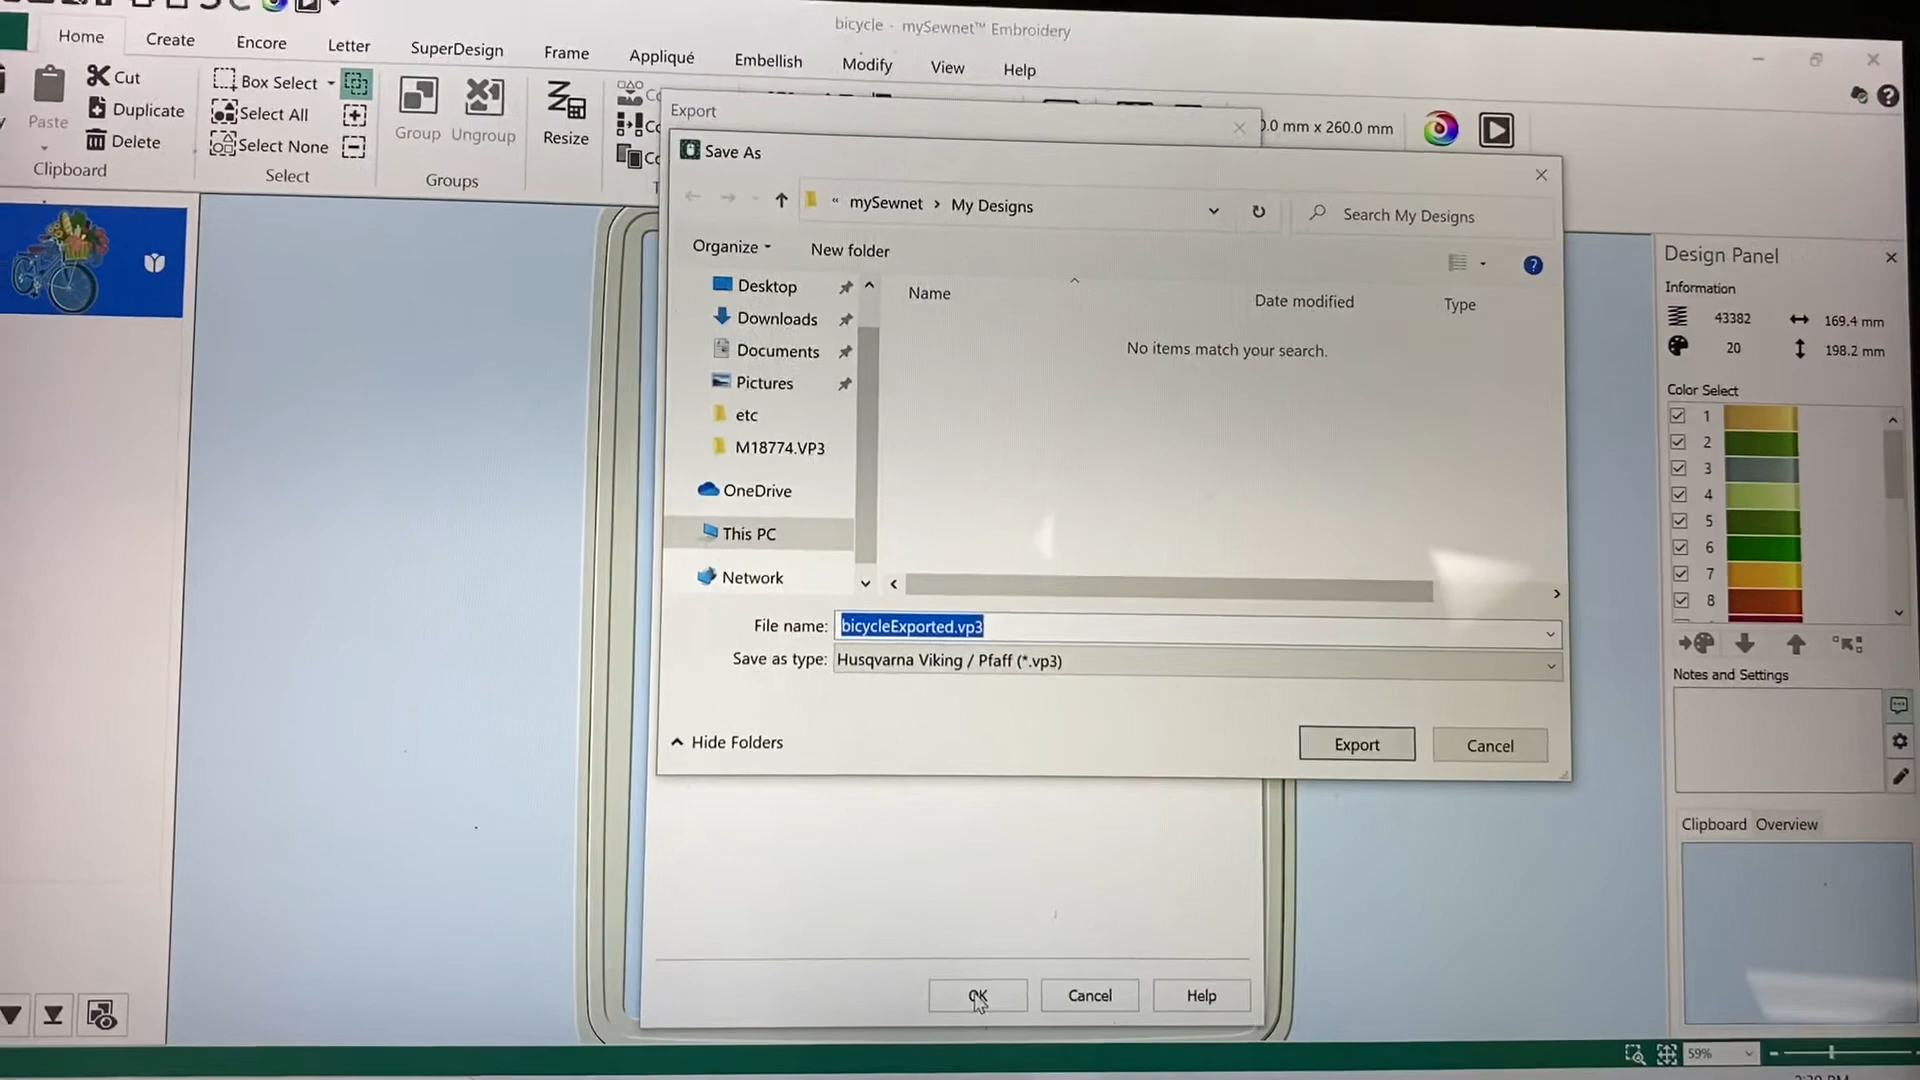 bicycle - mySewnet™ Embroidery
Home Create Encore Letter SuperDesign Frame Appliqué Embellish Modify View Help
Paste
Cut
Duplicate
Delete
Clipboard
Box Select
Select All
Select None
Select
Group Ungroup
Groups
Resize
Export
0.0 mm x 260.0 mm
Save As
« mySewnet › My Designs
Search My Designs
Organize
New folder
Name Date modified Type
No items match your search.
Desktop
Downloads
Documents
Pictures
etc
M18774.VP3
OneDrive
This PC
Network
File name: bicycleExported.vp3
Save as type: Husqvarna Viking / Pfaff (*.vp3)
Hide Folders
Export Cancel
OK Cancel Help
Design Panel
Information
43382 169.4 mm
20 198.2 mm
Color Select
1
2
3
4
5
6
7
8
Notes and Settings
Clipboard Overview
59%